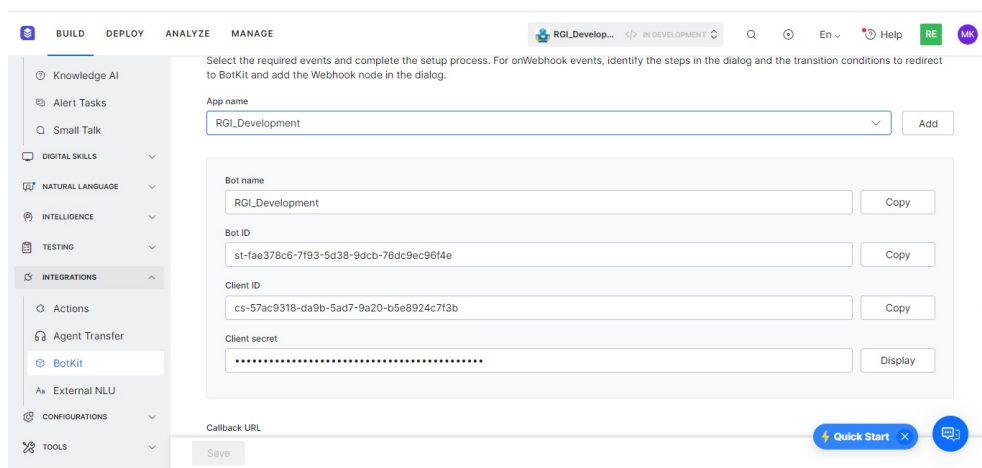 BUILD DEPLOY ANALYZE MANAGE RGI_Develop... </> IN DEVELOPMENT En Help RE MK
Knowledge AI
Alert Tasks
Small Talk
DIGITAL SKILLS
NATURAL LANGUAGE
INTELLIGENCE
TESTING
INTEGRATIONS
Actions
Agent Transfer
BotKit
Aa External NLU
CONFIGURATIONS
TOOLS
Select the required events and complete the setup process. For onWebhook events, identify the steps in the dialog and the transition conditions to redirect
to BotKit and add the Webhook node in the dialog.
App name
RGI_Development Add
Bot name
RGI_Development Copy
Bot ID
st-fae378c6-7f93-5d38-9dcb-76dc9ec96f4e Copy
Client ID
cs-57ac9318-da9b-5ad7-9a20-b5e8924c7f3b Copy
Client secret
•••••••••••••••••••••••••••••••••••••••••••• Display
Callback URL
Save
Quick Start